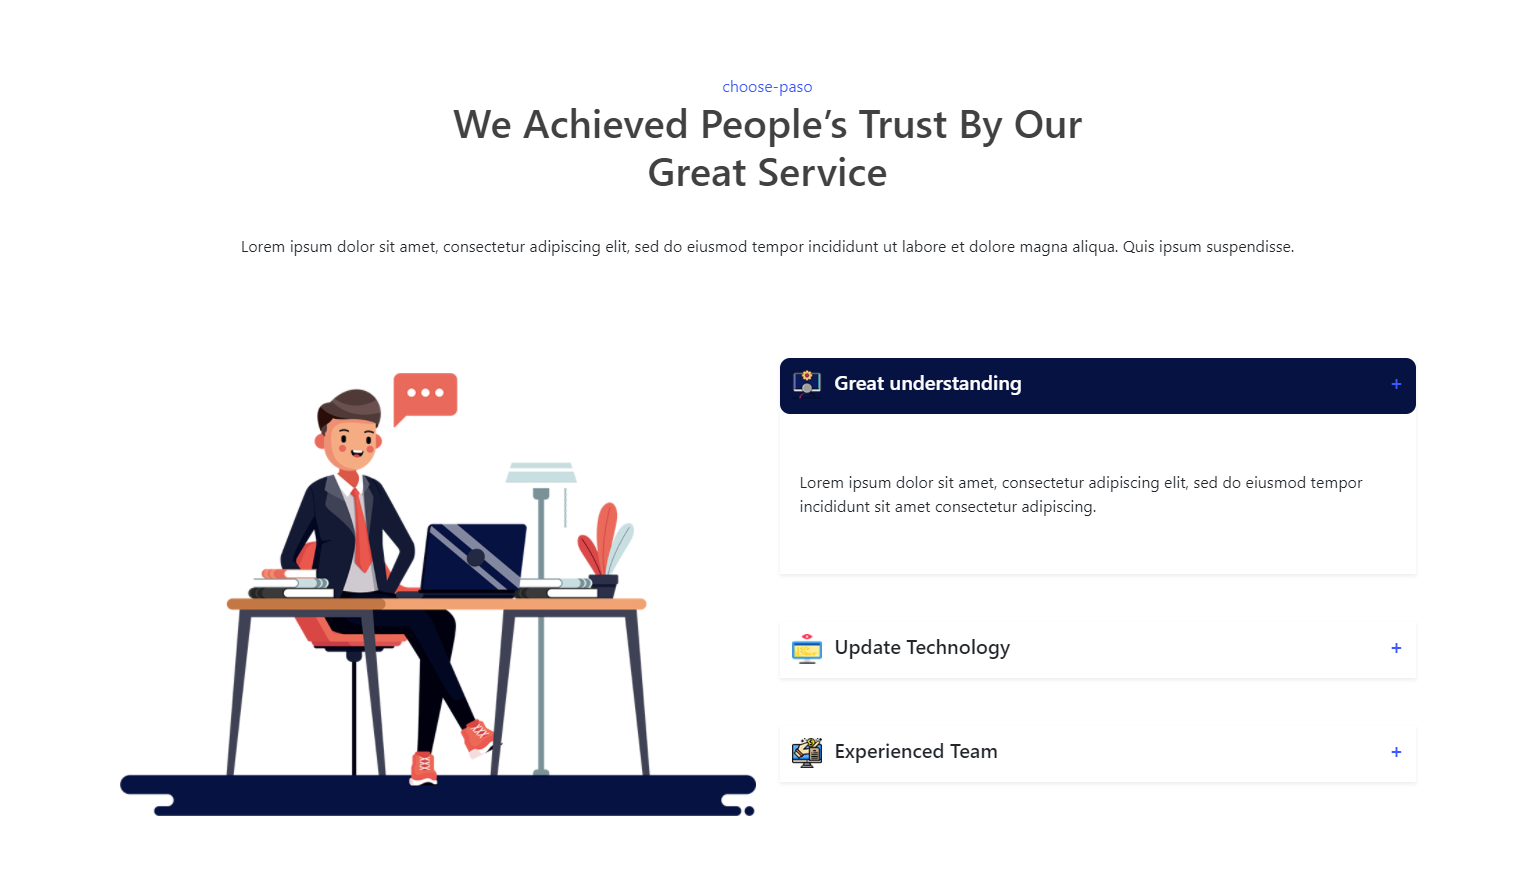 choose-paso
We Achieved People’s Trust By Our
Great Service
Lorem ipsum dolor sit amet, consectetur adipiscing elit, sed do eiusmod tempor incididunt ut labore et dolore magna aliqua. Quis ipsum suspendisse.
Great understanding +
Lorem ipsum dolor sit amet, consectetur adipiscing elit, sed do eiusmod tempor
incididunt sit amet consectetur adipiscing.
Update Technology +
Experienced Team +